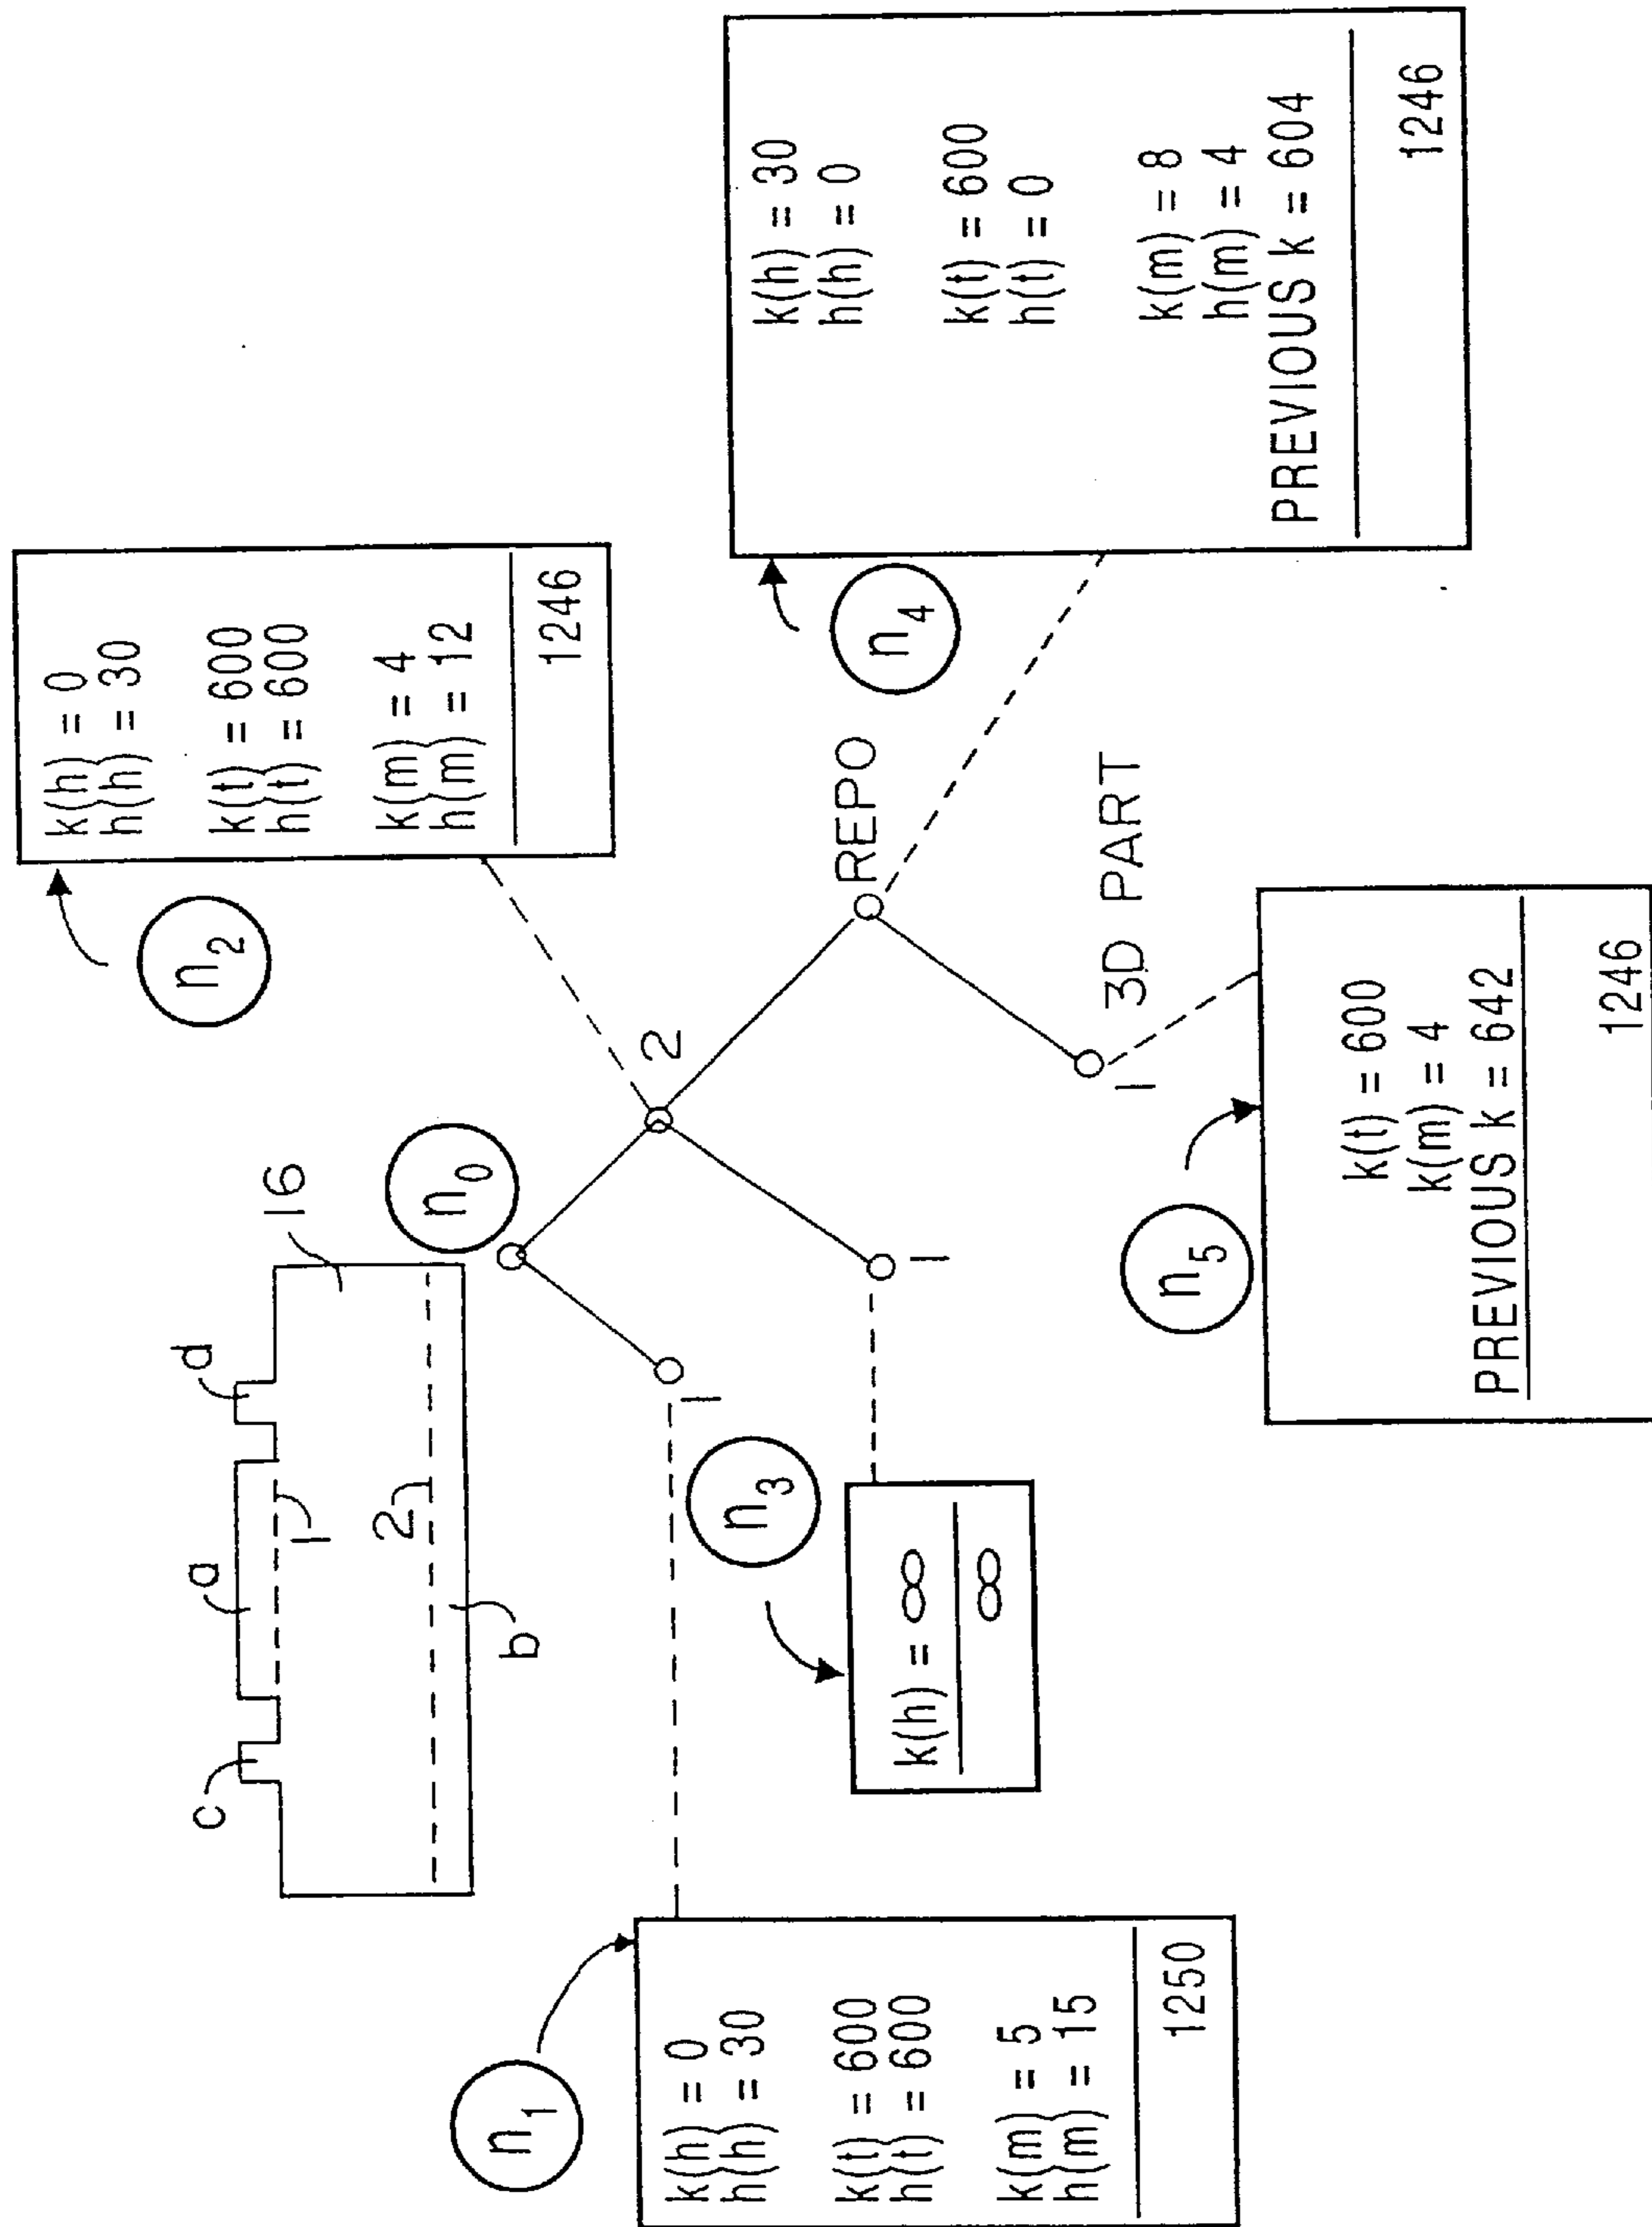 c
a
d
16
1
2
b
n0
n1
k(h) = 0
h(h) = 30
k(t) = 600
h(t) = 600
k(m) = 5
h(m) = 15
1250
1
2
n2
k(h) = 0
h(h) = 30
k(t) = 600
h(t) = 600
k(m) = 4
h(m) = 12
1246
n3
k(h) = ∞
∞
1
REPO
n4
k(h) = 30
h(h) = 0
k(t) = 600
h(t) = 0
k(m) = 8
h(m) = 4
PREVIOUS k = 604
1246
1
3D PART
n5
k(t) = 600
k(m) = 4
PREVIOUS k = 642
1246